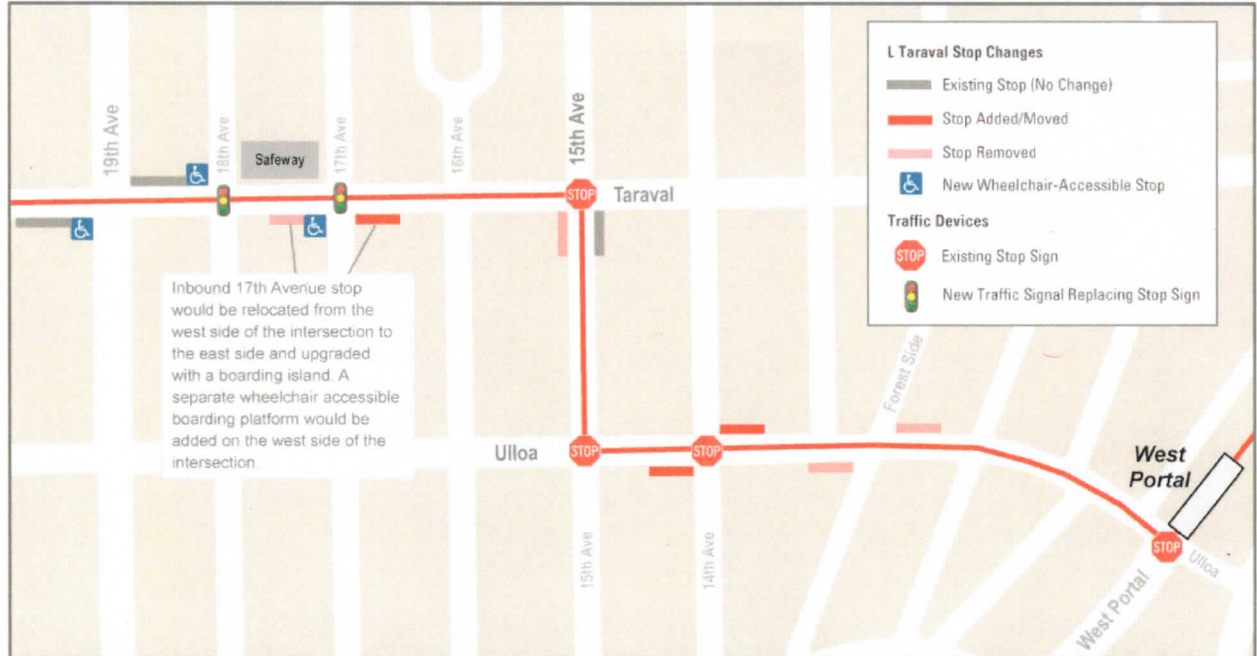 19th Ave
18th Ave
Safeway
17th Ave
16th Ave
15th Ave
Taraval
STOP
L Taraval Stop Changes
Existing Stop (No Change)
Stop Added/Moved
Stop Removed
New Wheelchair-Accessible Stop
Traffic Devices
STOP
Existing Stop Sign
New Traffic Signal Replacing Stop Sign
Inbound 17th Avenue stop
would be relocated from the
west side of the intersection to
the east side and upgraded
with a boarding island. A
separate wheelchair accessible
boarding platform would be
added on the west side of the
intersection.
Ulloa
STOP
STOP
Forest Side
West
Portal
STOP
Ulloa
15th Ave
14th Ave
West Portal